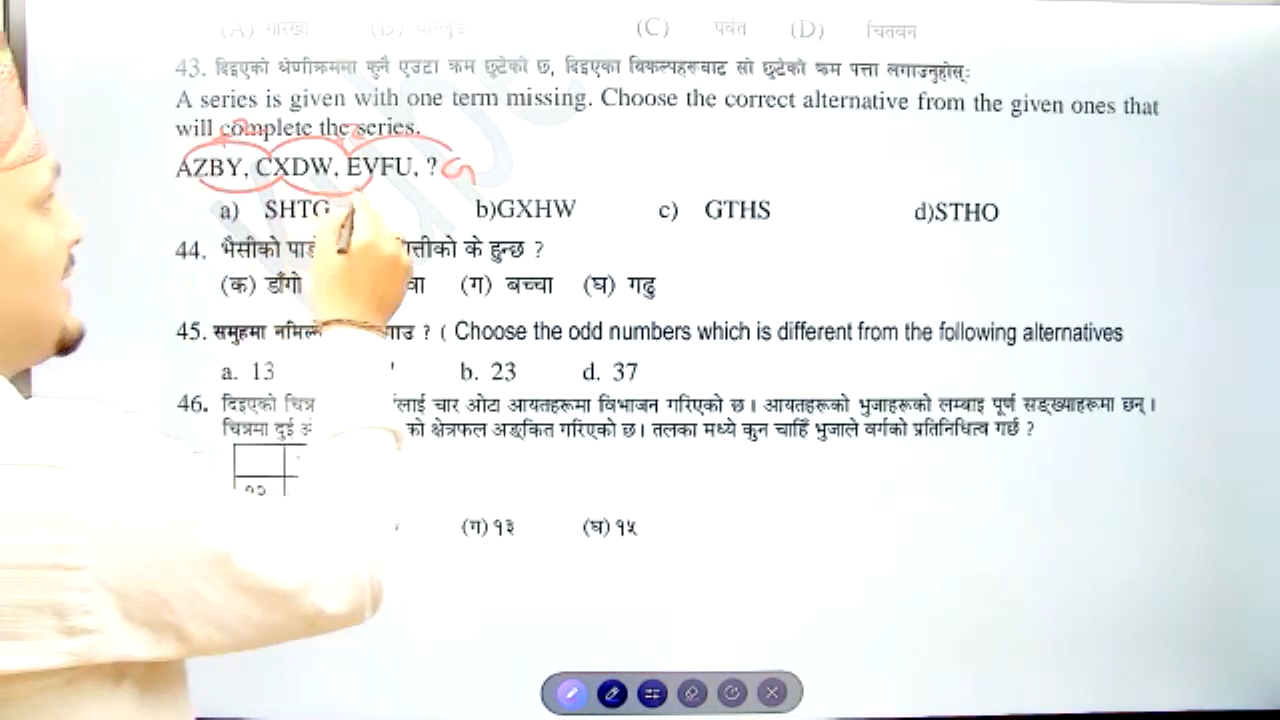 (C) पर्वत (D) चितवन
43. दिइएको श्रेणीक्रममा कुनै एउटा क्रम छुटेको छ, दिइएका विकल्पहरूबाट सो छुटेको क्रम पत्ता लगाउनुहोस्:
A series is given with one term missing. Choose the correct alternative from the given ones that
will complete the series.
AZBY, CXDW, EVFU, ? G
a) SHTG b)GXHW c) GTHS d)STHO
44. भैसीको के हुन्छ ?
(क) डाँगो (ग) बच्चा (घ) गढु
45. समुहमा ? ( Choose the odd numbers which is different from the following alternatives
a. 13 b. 23 d. 37
46. दिइएको चित्र चार ओटा आयतहरूमा विभाजन गरिएको छ। आयतहरूको भुजाहरूको लम्बाइ पूर्ण सङ्ख्याहरूमा छन्।
चित्रमा दुई को क्षेत्रफल अङ्कित गरिएको छ। तलका मध्ये कुन चाहिँ भुजाले वर्गको प्रतिनिधित्व गर्छ ?
(ग) १३ (घ) १५